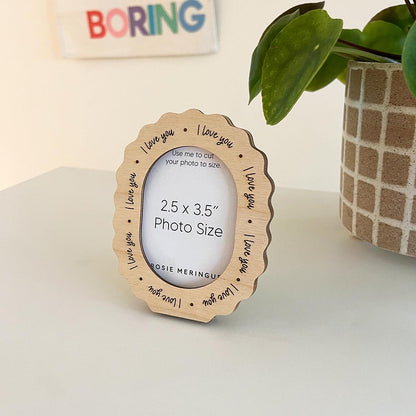 BORING
I love you • I love you • I love you • I love you • I love you • I love you • I love you • I love you •
Use me to cut
your photo to size.
2.5 x 3.5"
Photo Size
ROSIE MERINGUE